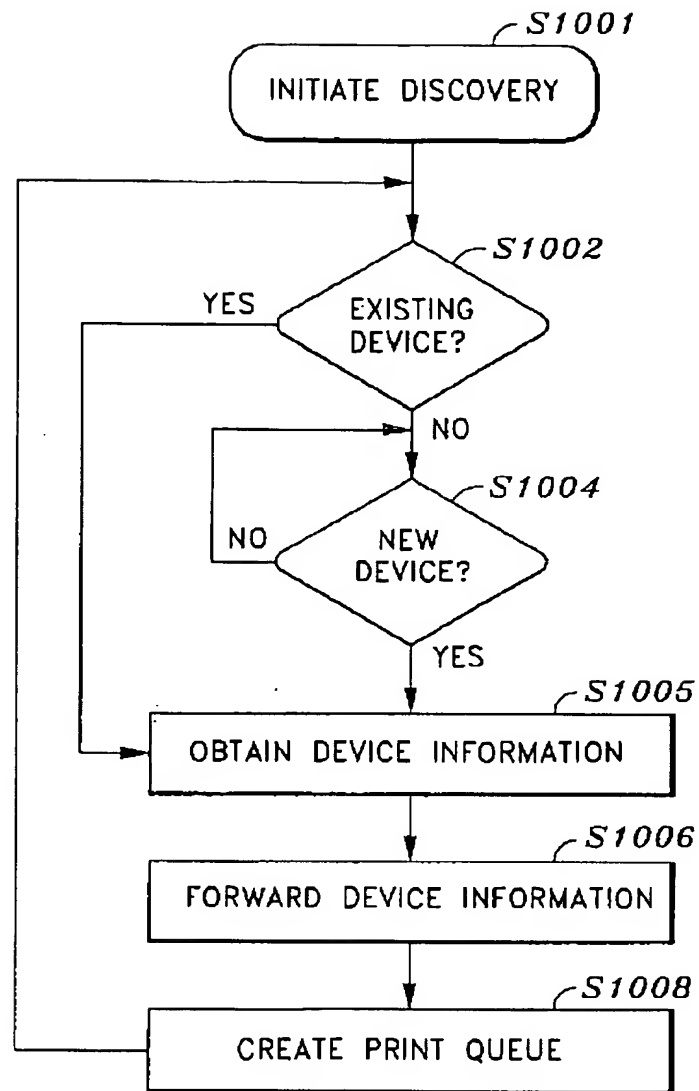 S1001
INITIATE DISCOVERY
S1002
YES
EXISTING
DEVICE?
NO
S1004
NO
NEW
DEVICE?
YES
S1005
OBTAIN DEVICE INFORMATION
S1006
FORWARD DEVICE INFORMATION
S1008
CREATE PRINT QUEUE